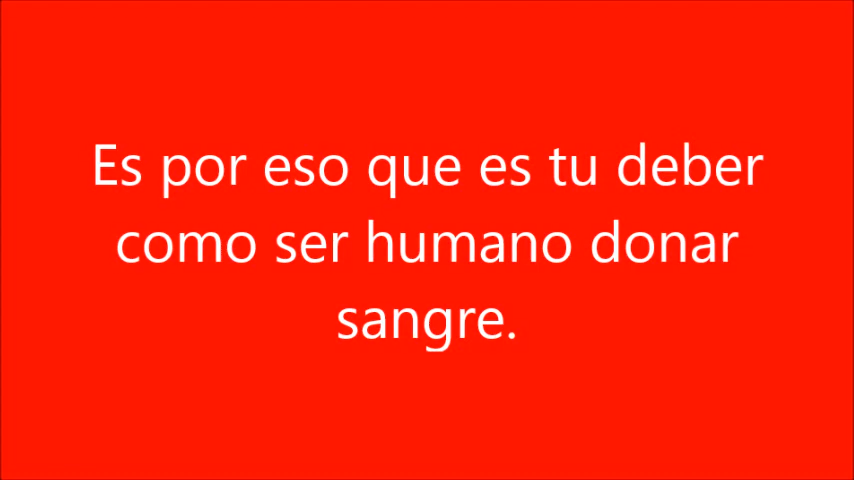 Es por eso que es tu deber
como ser humano donar
sangre.